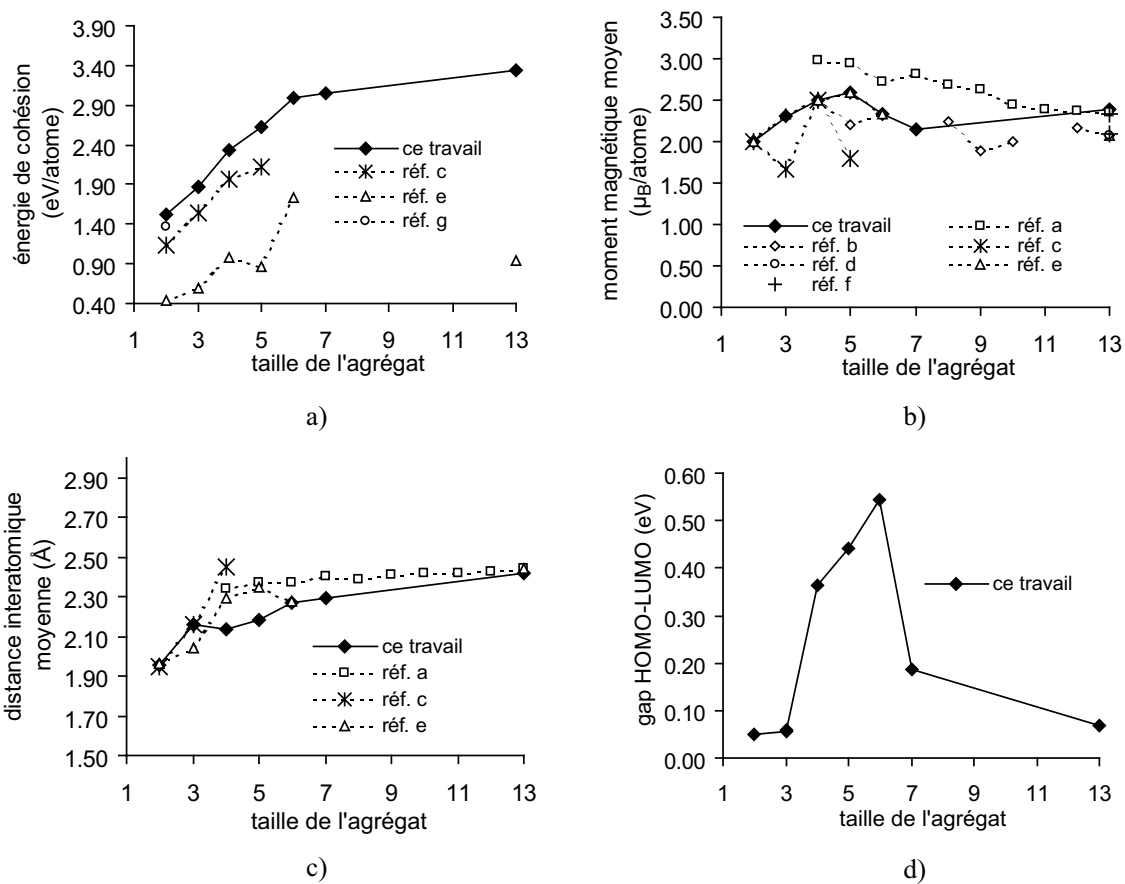 énergie de cohésion
(eV/atome)
3.90
3.40
2.90
2.40
1.90
1.40
0.90
0.40
ce travail
réf. c
réf. e
réf. g
1 3 5 7 9 11 13
taille de l'agrégat
a)
moment magnétique moyen
(µB/atome)
3.50
3.00
2.50
2.00
1.50
1.00
0.50
0.00
ce travail réf. a
réf. b réf. c
réf. d réf. e
réf. f
1 3 5 7 9 11 13
taille de l'agrégat
b)
distance interatomique
moyenne (Å)
2.90
2.70
2.50
2.30
2.10
1.90
1.70
1.50
ce travail
réf. a
réf. c
réf. e
1 3 5 7 9 11 13
taille de l'agrégat
c)
gap HOMO-LUMO (eV)
0.60
0.50
0.40
0.30
0.20
0.10
0.00
ce travail
1 3 5 7 9 11 13
taille de l'agrégat
d)